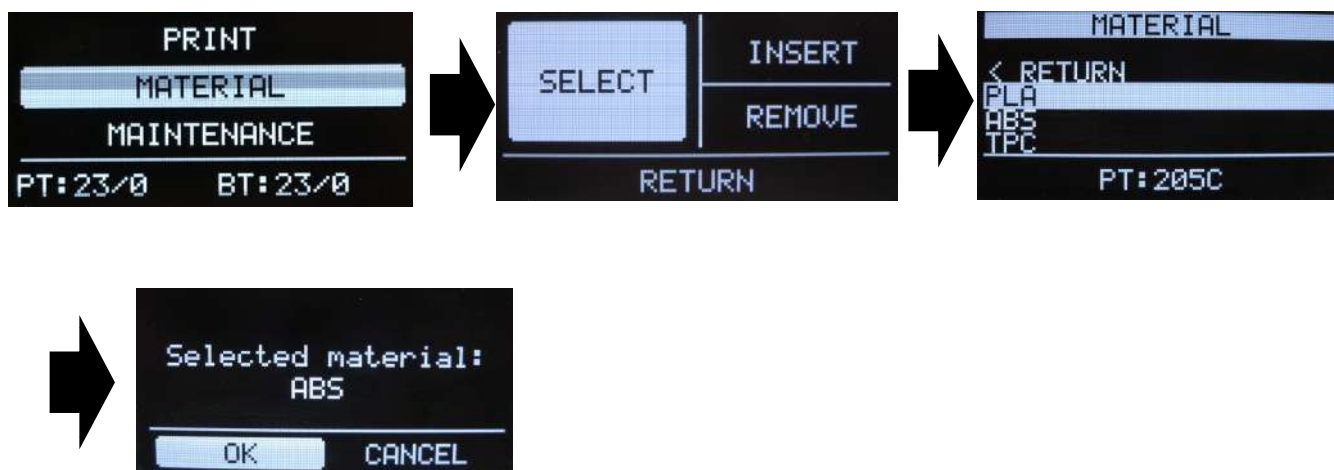 PRINT
MATERIAL
MAINTENANCE
PT:23/0 BT:23/0
SELECT
INSERT
REMOVE
RETURN
MATERIAL
< RETURN
PLA
ABS
TPC
PT:205C
Selected material:
ABS
OK CANCEL